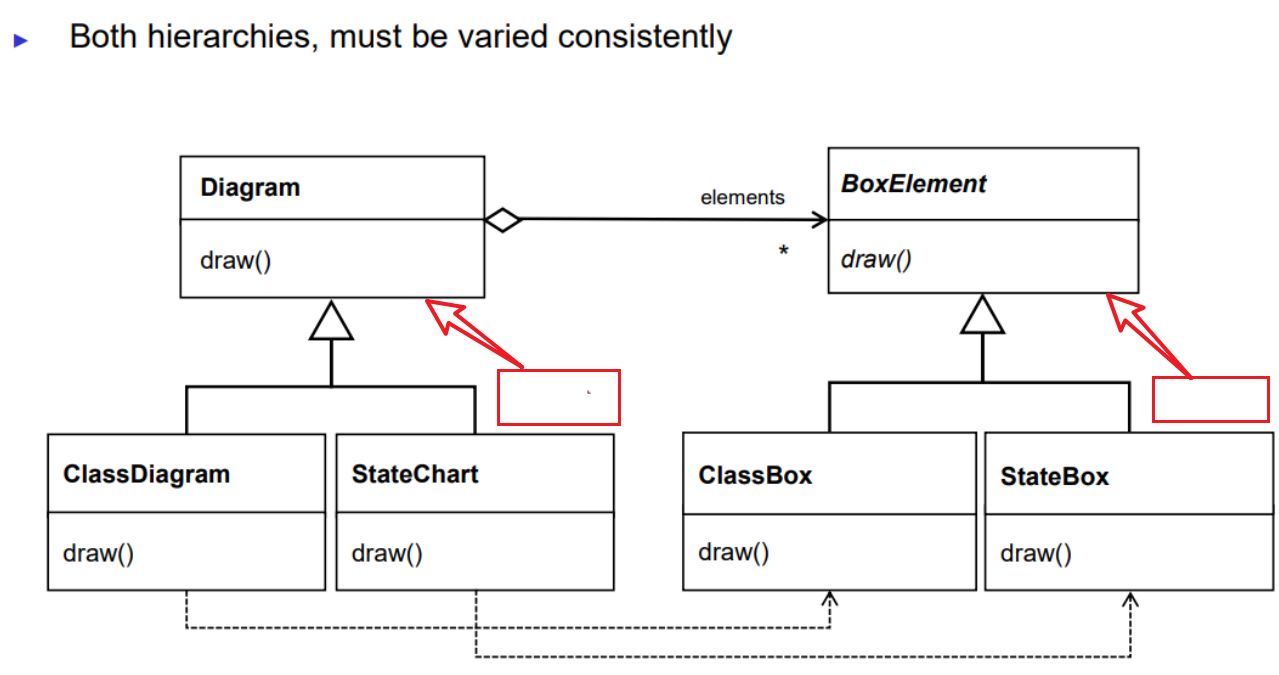 Both hierarchies, must be varied consistently
Diagram
draw()
elements
*
BoxElement
draw()
ClassDiagram
draw()
StateChart
draw()
ClassBox
draw()
StateBox
draw()